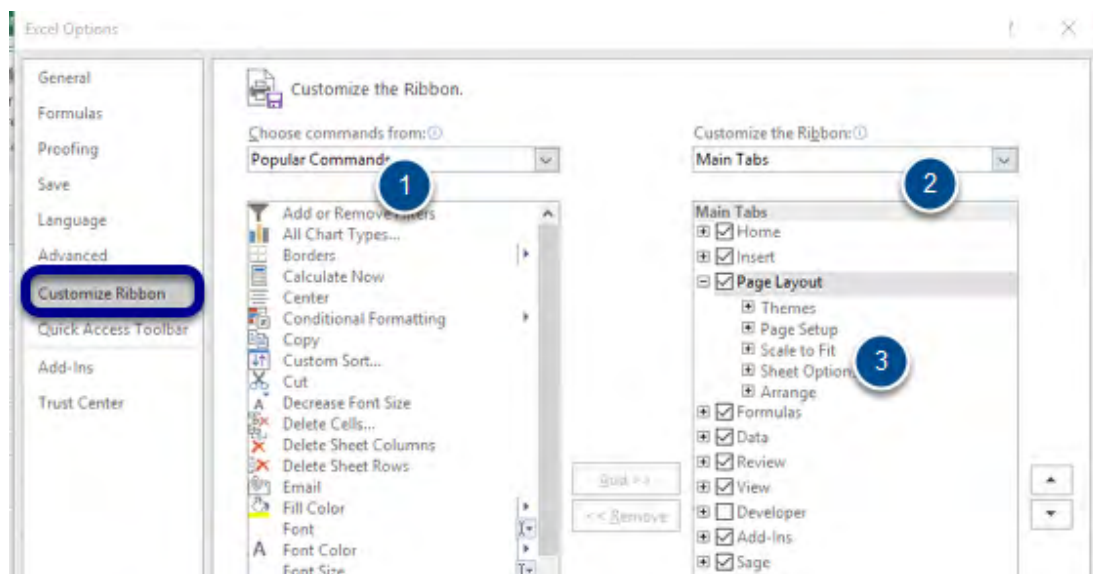 Excel Options
General
Formulas
Proofing
Save
Language
Advanced
Customize Ribbon
Quick Access Toolbar
Add-Ins
Trust Center
Customize the Ribbon.
Choose commands from:
Popular Commands
1
Add or Remove Filters
All Chart Types...
Borders
Calculate Now
Center
Conditional Formatting
Copy
Custom Sort...
Cut
Decrease Font Size
Delete Cells...
Delete Sheet Columns
Delete Sheet Rows
Email
Fill Color
Font
Font Color
Font Size
Add >>
<< Remove
Customize the Ribbon:
Main Tabs
2
Main Tabs
Home
Insert
Page Layout
Themes
Page Setup
Scale to Fit
Sheet Options
3
Arrange
Formulas
Data
Review
View
Developer
Add-Ins
Sage